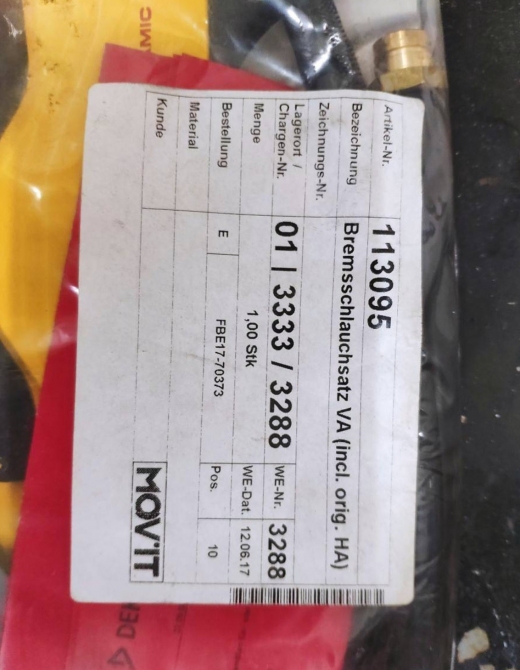 Artikel-Nr. 113095
Bezeichnung Bremsschlauchsatz VA (incl. orig. HA)
Zeichnungs-Nr.
Lagerort / Chargen-Nr. 01 | 3333 / 3288 WE-Nr. 3288
Menge 1,00 Stk WE-Dat. 12.06.17
Bestellung E FBE17-70373 Pos. 10
Material
Kunde
MOVIT